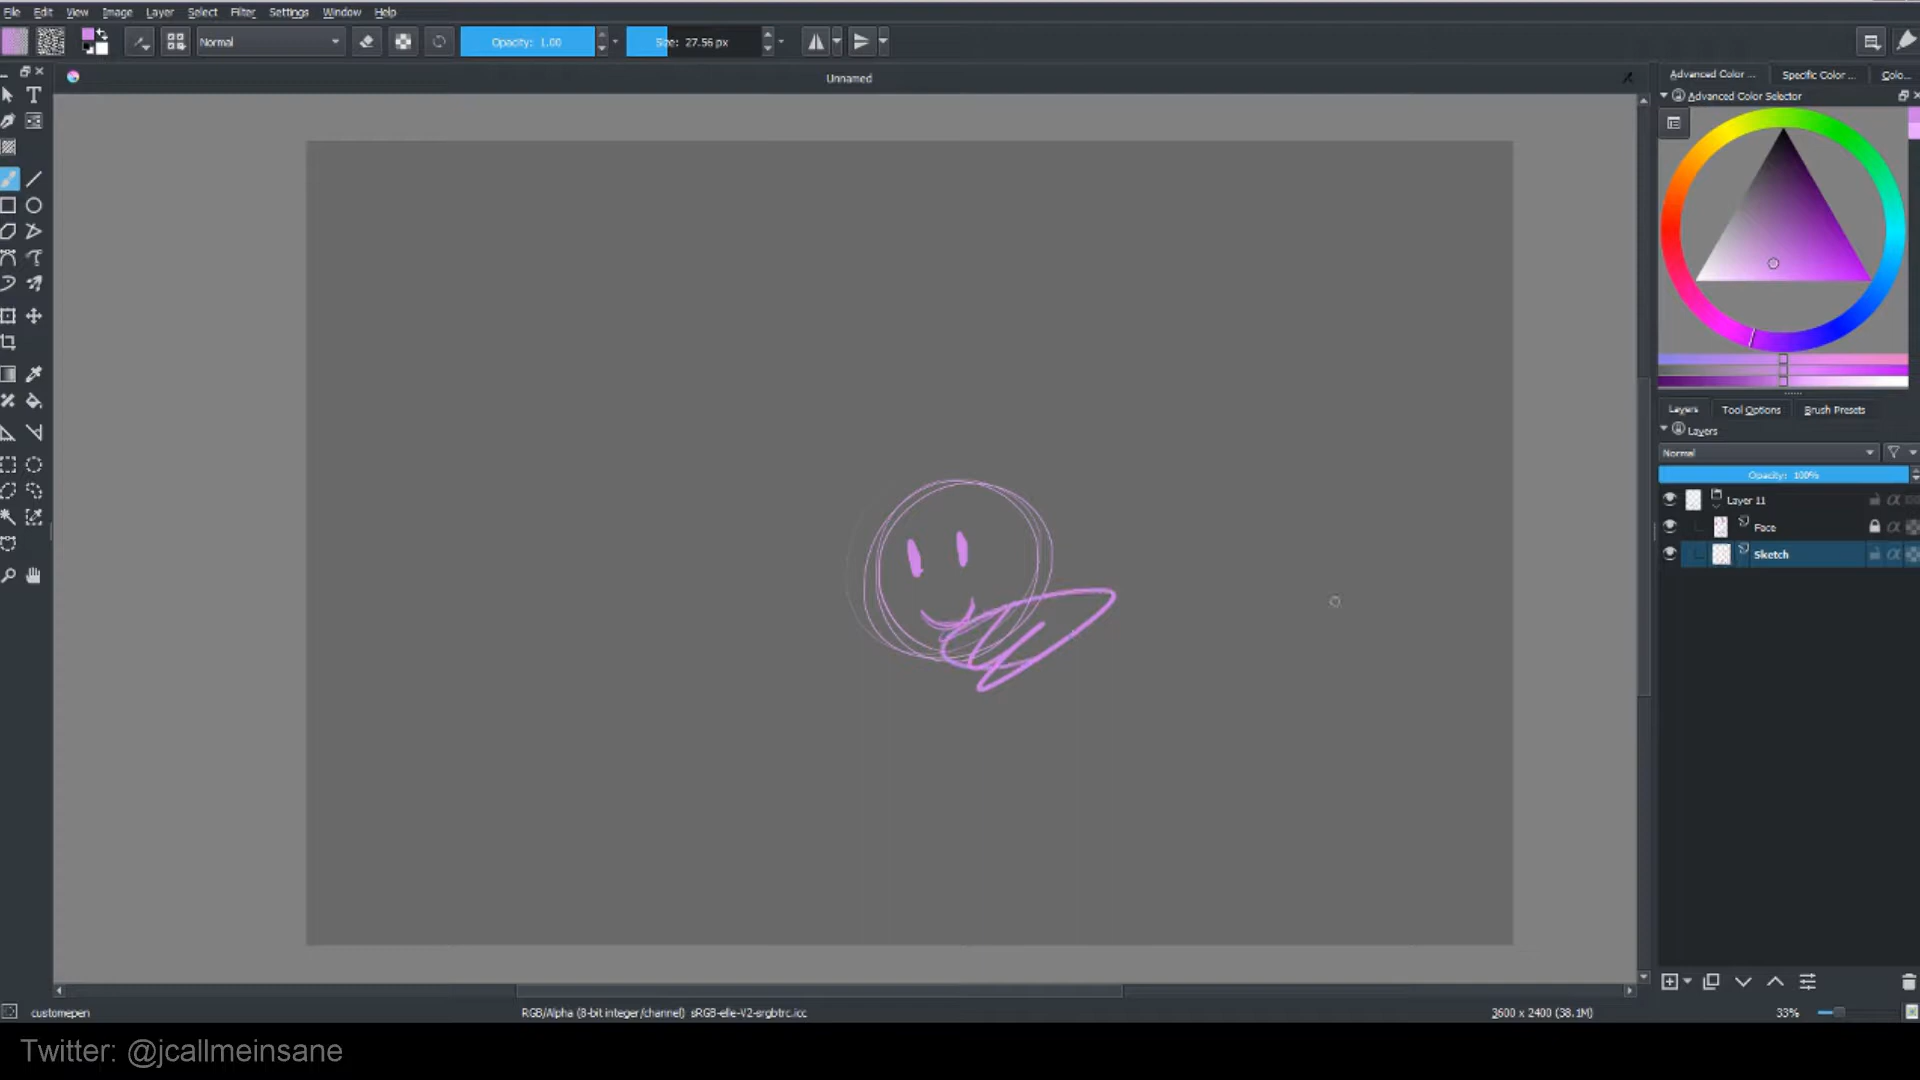 File Edit View Image Layer Select Filter Settings Window Help
Normal
Opacity: 1.00
Size: 27.56 px
Unnamed
Advanced Color ...
Specific Color ...
Colo...
Advanced Color Selector
Layers
Tool Options
Brush Presets
Layers
Normal
Opacity: 100%
Layer 11
Face
Sketch
customepen
RGB/Alpha (8-bit integer/channel) sRGB-elle-V2-srgbtrc.icc
3600 x 2400 (38.1M)
33%
Twitter: @jcallmeinsane